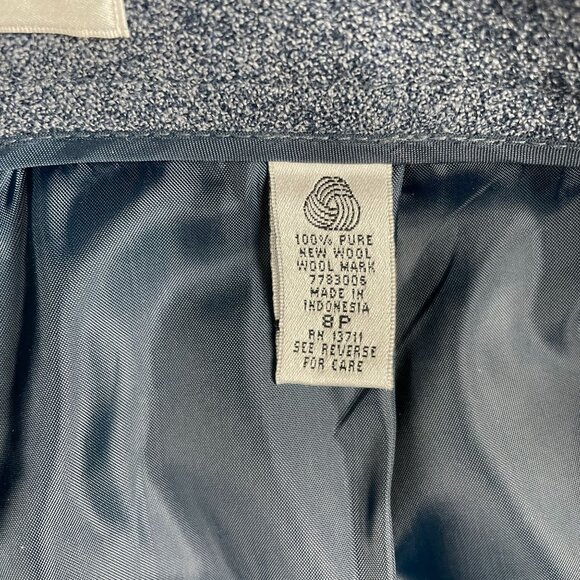 100% PURE
NEW WOOL
WOOL MARK
7783006
MADE IN
INDONESIA
8P
RN 13711
SEE REVERSE
FOR CARE